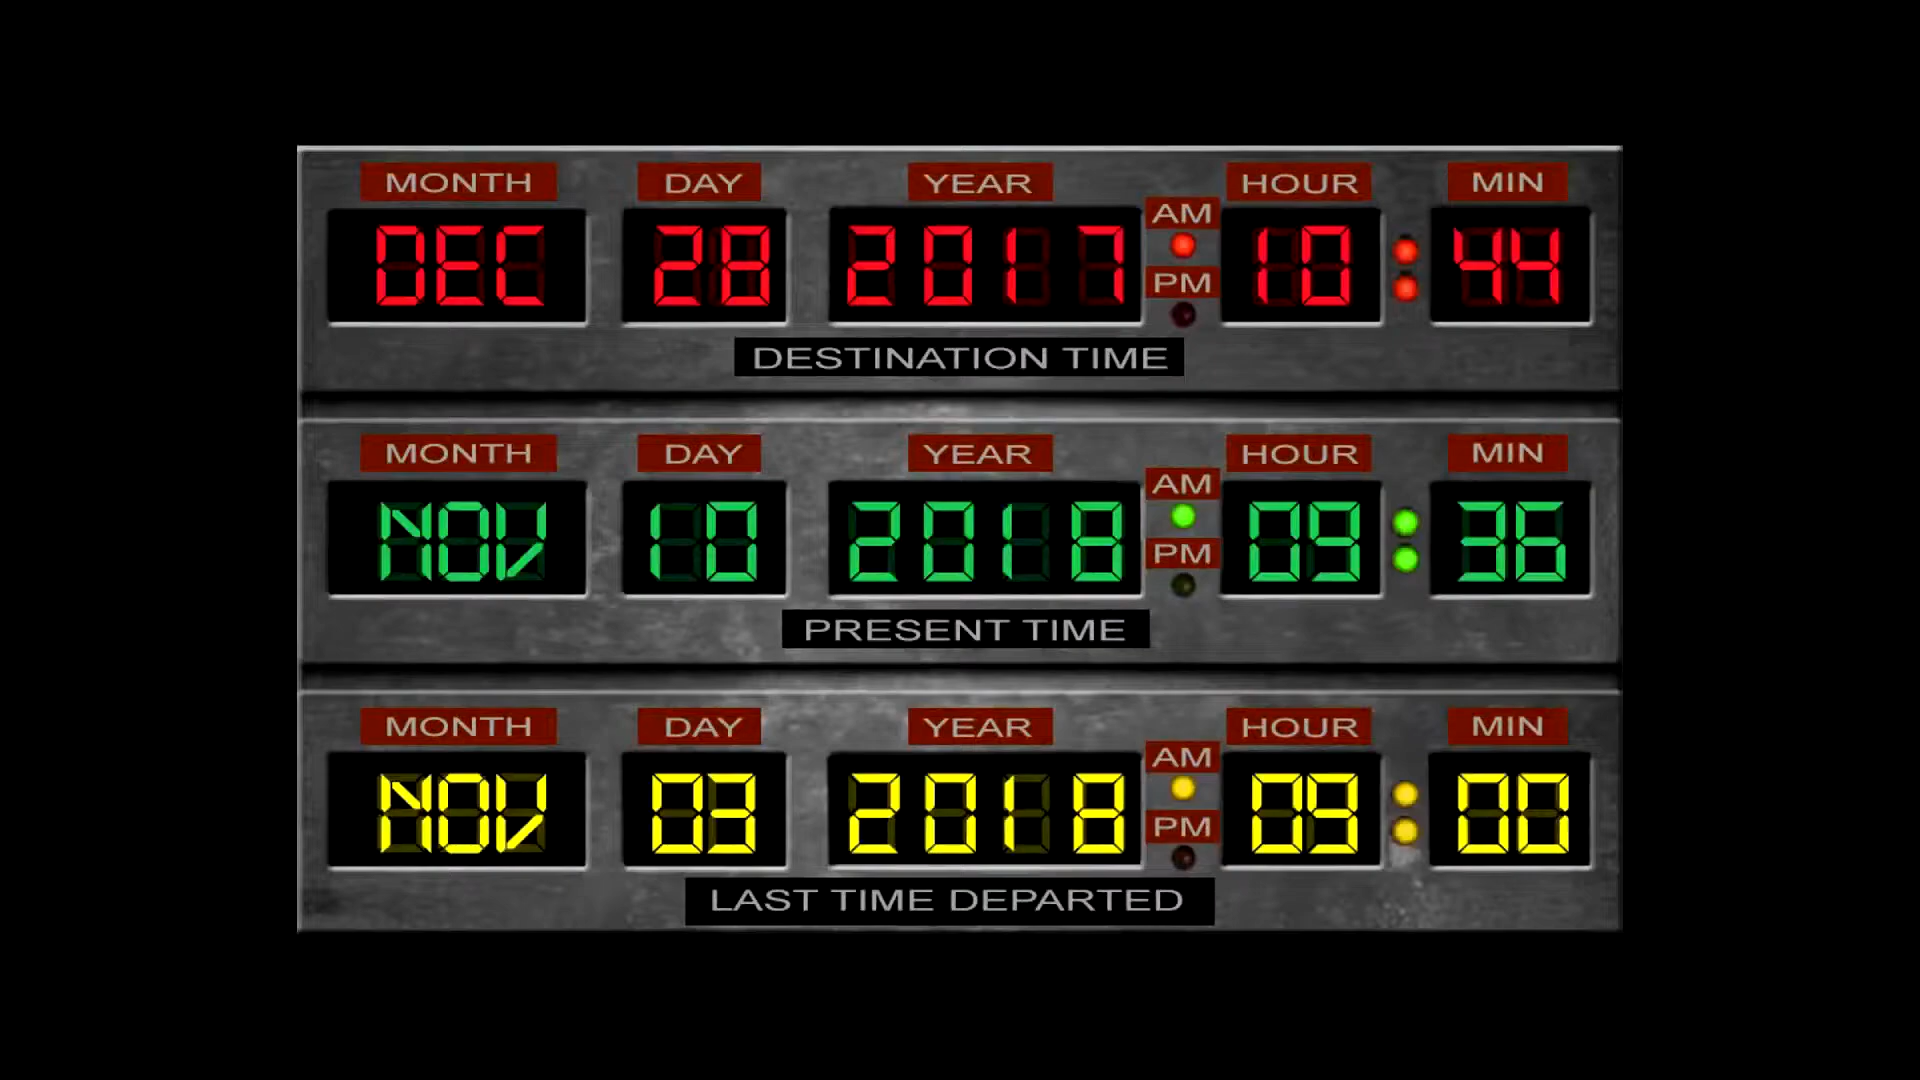 MONTH DAY YEAR HOUR MIN
AM
DEC 28 2017 10 44
PM
DESTINATION TIME
MONTH DAY YEAR HOUR MIN
AM
NOV 10 2018 09 36
PM
PRESENT TIME
MONTH DAY YEAR HOUR MIN
AM
NOV 03 2018 09 00
PM
LAST TIME DEPARTED